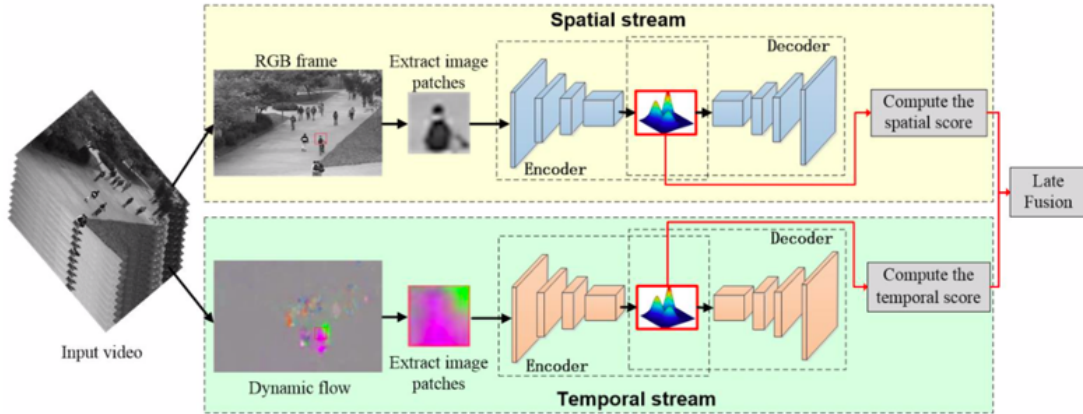 Spatial stream
RGB frame
Extract image
patches
Decoder
Encoder
Compute the
spatial score
Late
Fusion
Input video
Dynamic flow
Extract image
patches
Encoder
Decoder
Compute the
temporal score
Temporal stream